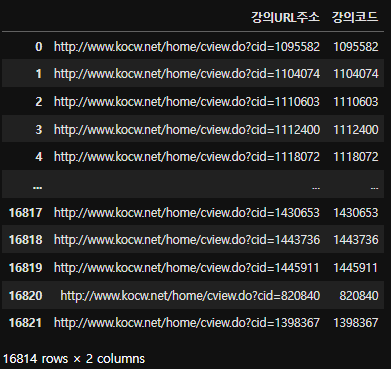 강의URL주소 강의코드
0 http://www.kocw.net/home/cview.do?cid=1095582 1095582
1 http://www.kocw.net/home/cview.do?cid=1104074 1104074
2 http://www.kocw.net/home/cview.do?cid=1110603 1110603
3 http://www.kocw.net/home/cview.do?cid=1112400 1112400
4 http://www.kocw.net/home/cview.do?cid=1118072 1118072
... ... ...
16817 http://www.kocw.net/home/cview.do?cid=1430653 1430653
16818 http://www.kocw.net/home/cview.do?cid=1443736 1443736
16819 http://www.kocw.net/home/cview.do?cid=1445911 1445911
16820 http://www.kocw.net/home/cview.do?cid=820840 820840
16821 http://www.kocw.net/home/cview.do?cid=1398367 1398367
16814 rows × 2 columns